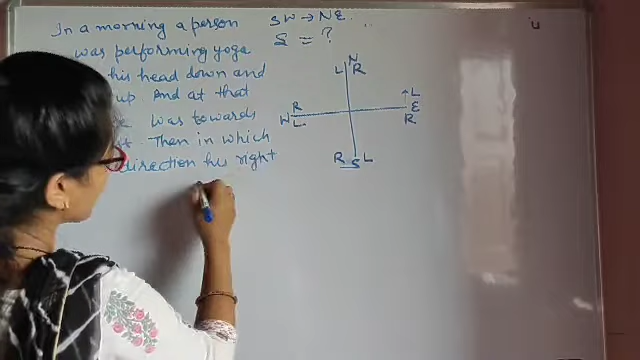 In a morning a person
was performing yoga
his head down and
up And at that
was towards
Then in which
direction his right
SW → NE ..
S = ?
N
L R
L
R
W L
E
R
R S L